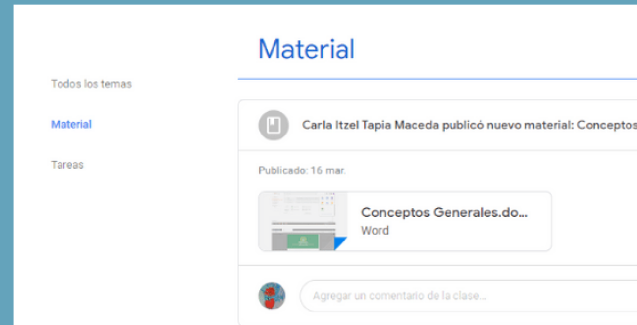 Material
Todos los temas
Material
Tareas
Carla Itzel Tapia Maceda publicó nuevo material: Conceptos
Publicado: 16 mar.
Conceptos Generales.do...
Word
Agregar un comentario de la clase...